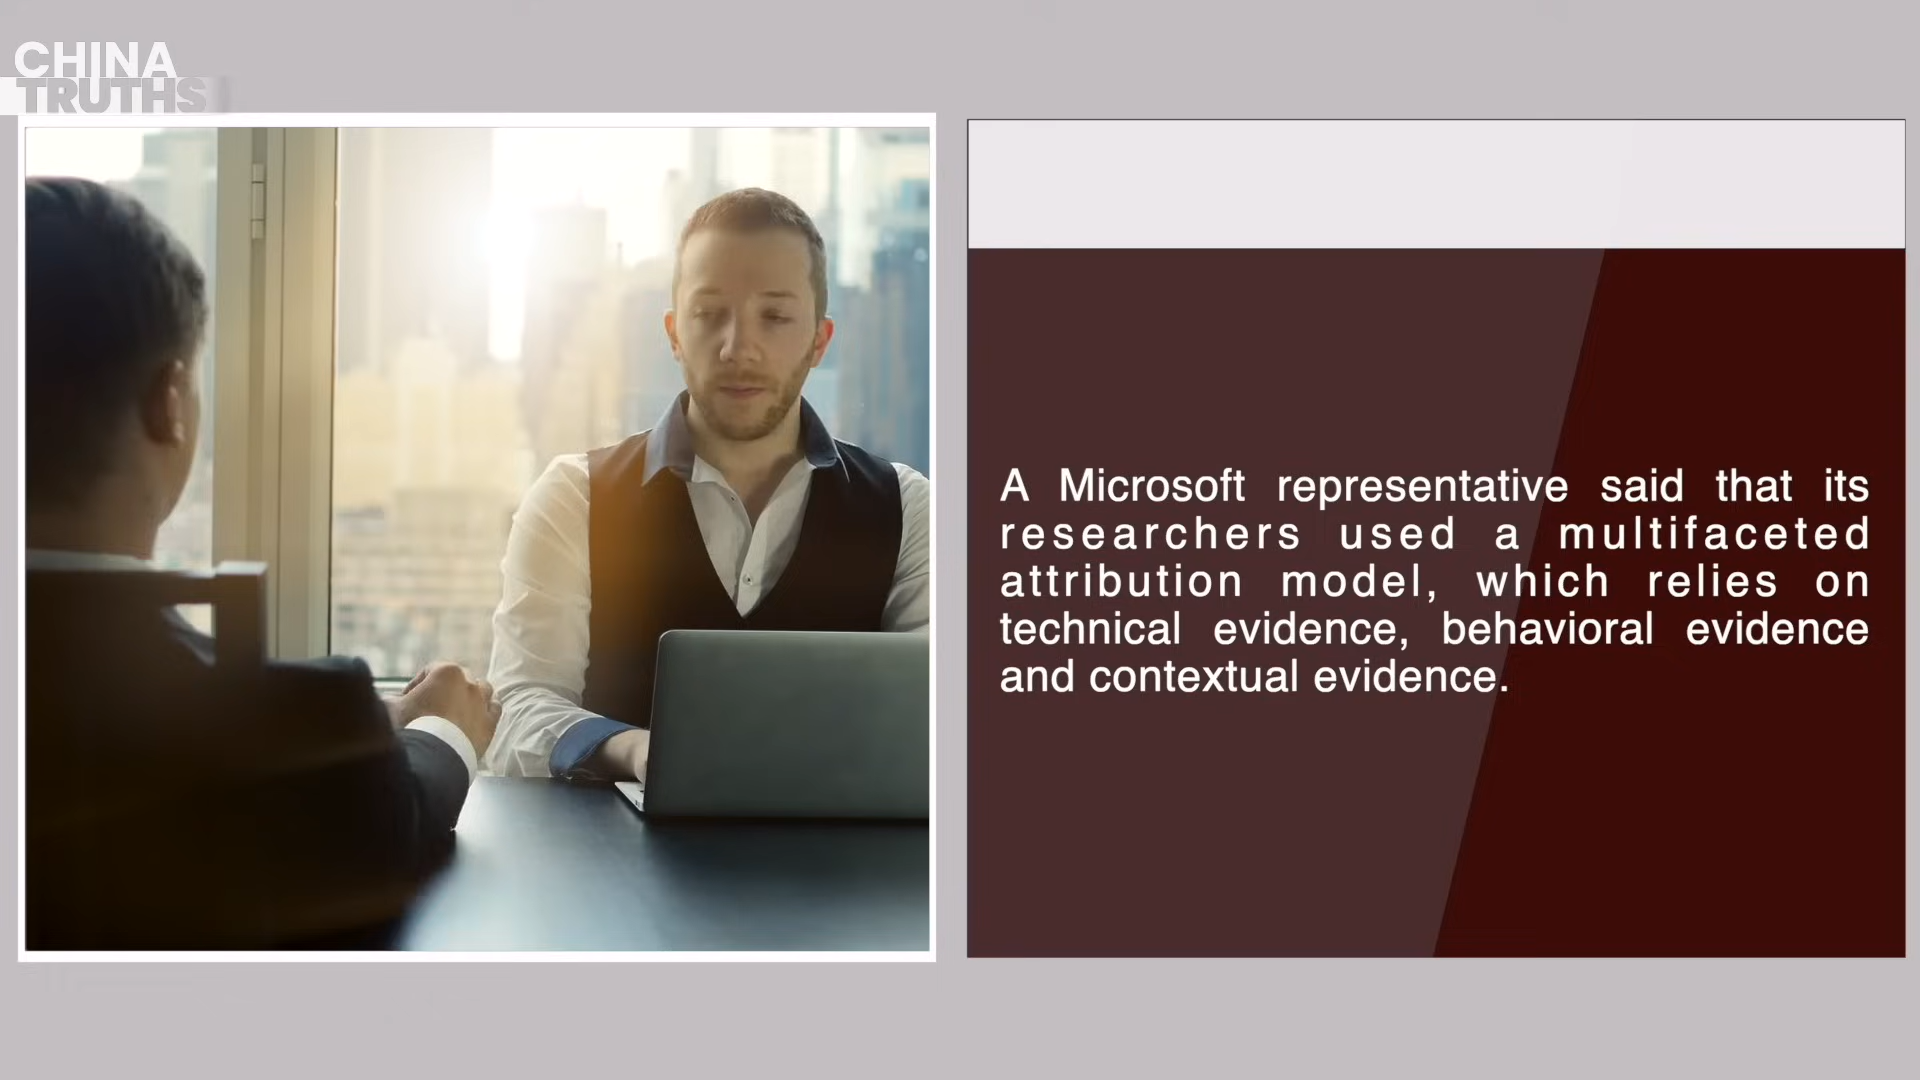 CHINA
TRUTHS
A Microsoft representative said that its
researchers used a multifaceted
attribution model, which relies on
technical evidence, behavioral evidence
and contextual evidence.